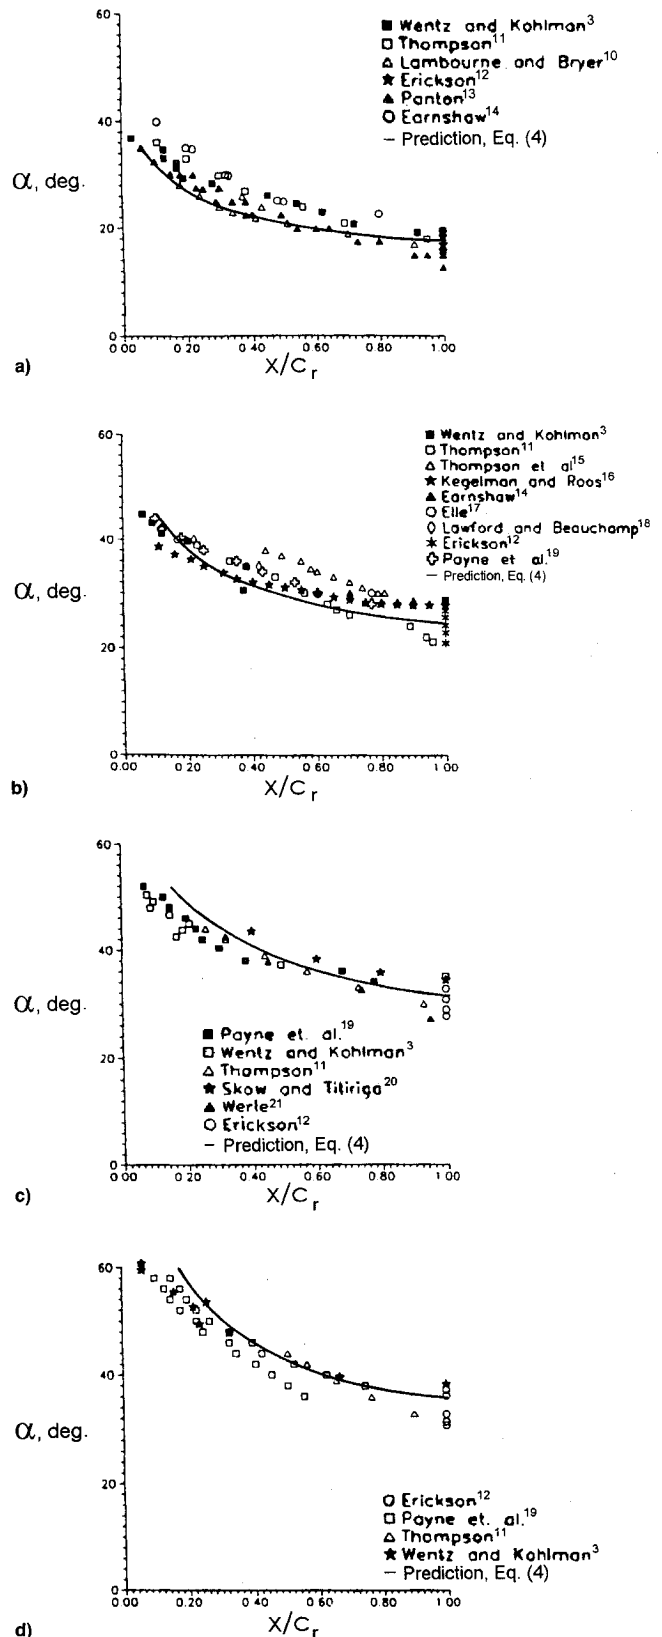 60
40
20
0
α, deg.
Wentz and Kohlman3
Thompson11
Lambourne and Bryer10
Erickson12
Panton13
Earnshaw14
— Prediction, Eq. (4)
0.00 0.20 0.40 0.60 0.80 1.00
X/Cr
a)
60
40
20
0
α, deg.
Wentz and Kohlman3
Thompson11
Thompson et al15
Kegelman and Roos16
Earnshaw14
Elle17
Lawford and Beauchamp18
Erickson12
Payne et al.19
— Prediction, Eq. (4)
0.00 0.20 0.40 0.60 0.80 1.00
X/Cr
b)
60
40
20
0
α, deg.
Payne et. al.19
Wentz and Kohlman3
Thompson11
Skow and Titiriga20
Werle21
Erickson12
— Prediction, Eq. (4)
0.00 0.20 0.40 0.60 0.80 1.00
X/Cr
c)
60
40
20
0
α, deg.
Erickson12
Payne et. al.19
Thompson11
Wentz and Kohlman3
— Prediction, Eq. (4)
0.00 0.20 0.40 0.60 0.80 1.00
X/Cr
d)